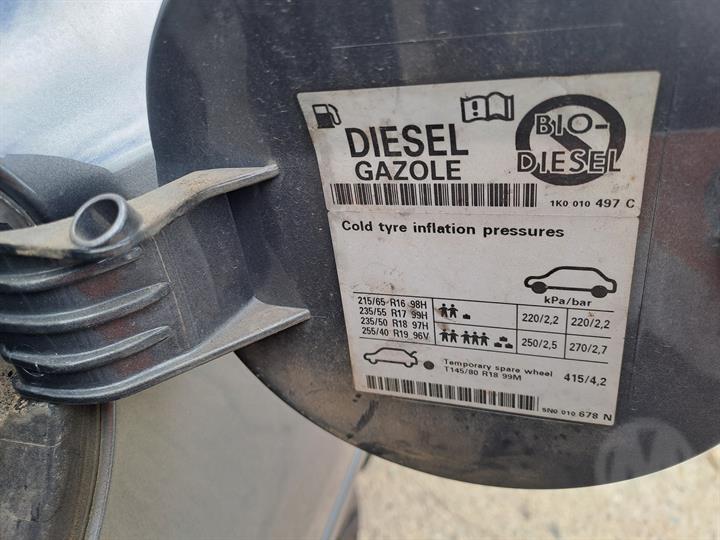 DIESEL
GAZOLE
BIO-
DIESEL
1K0 010 497 C
Cold tyre inflation pressures
kPa/bar
215/65 R16 98H
235/55 R17 99H
235/50 R18 97H
255/40 R19 96V
220/2,2 220/2,2
250/2,5 270/2,7
Temporary spare wheel
T145/80 R18 99M
415/4,2
5N0 010 678 N
M